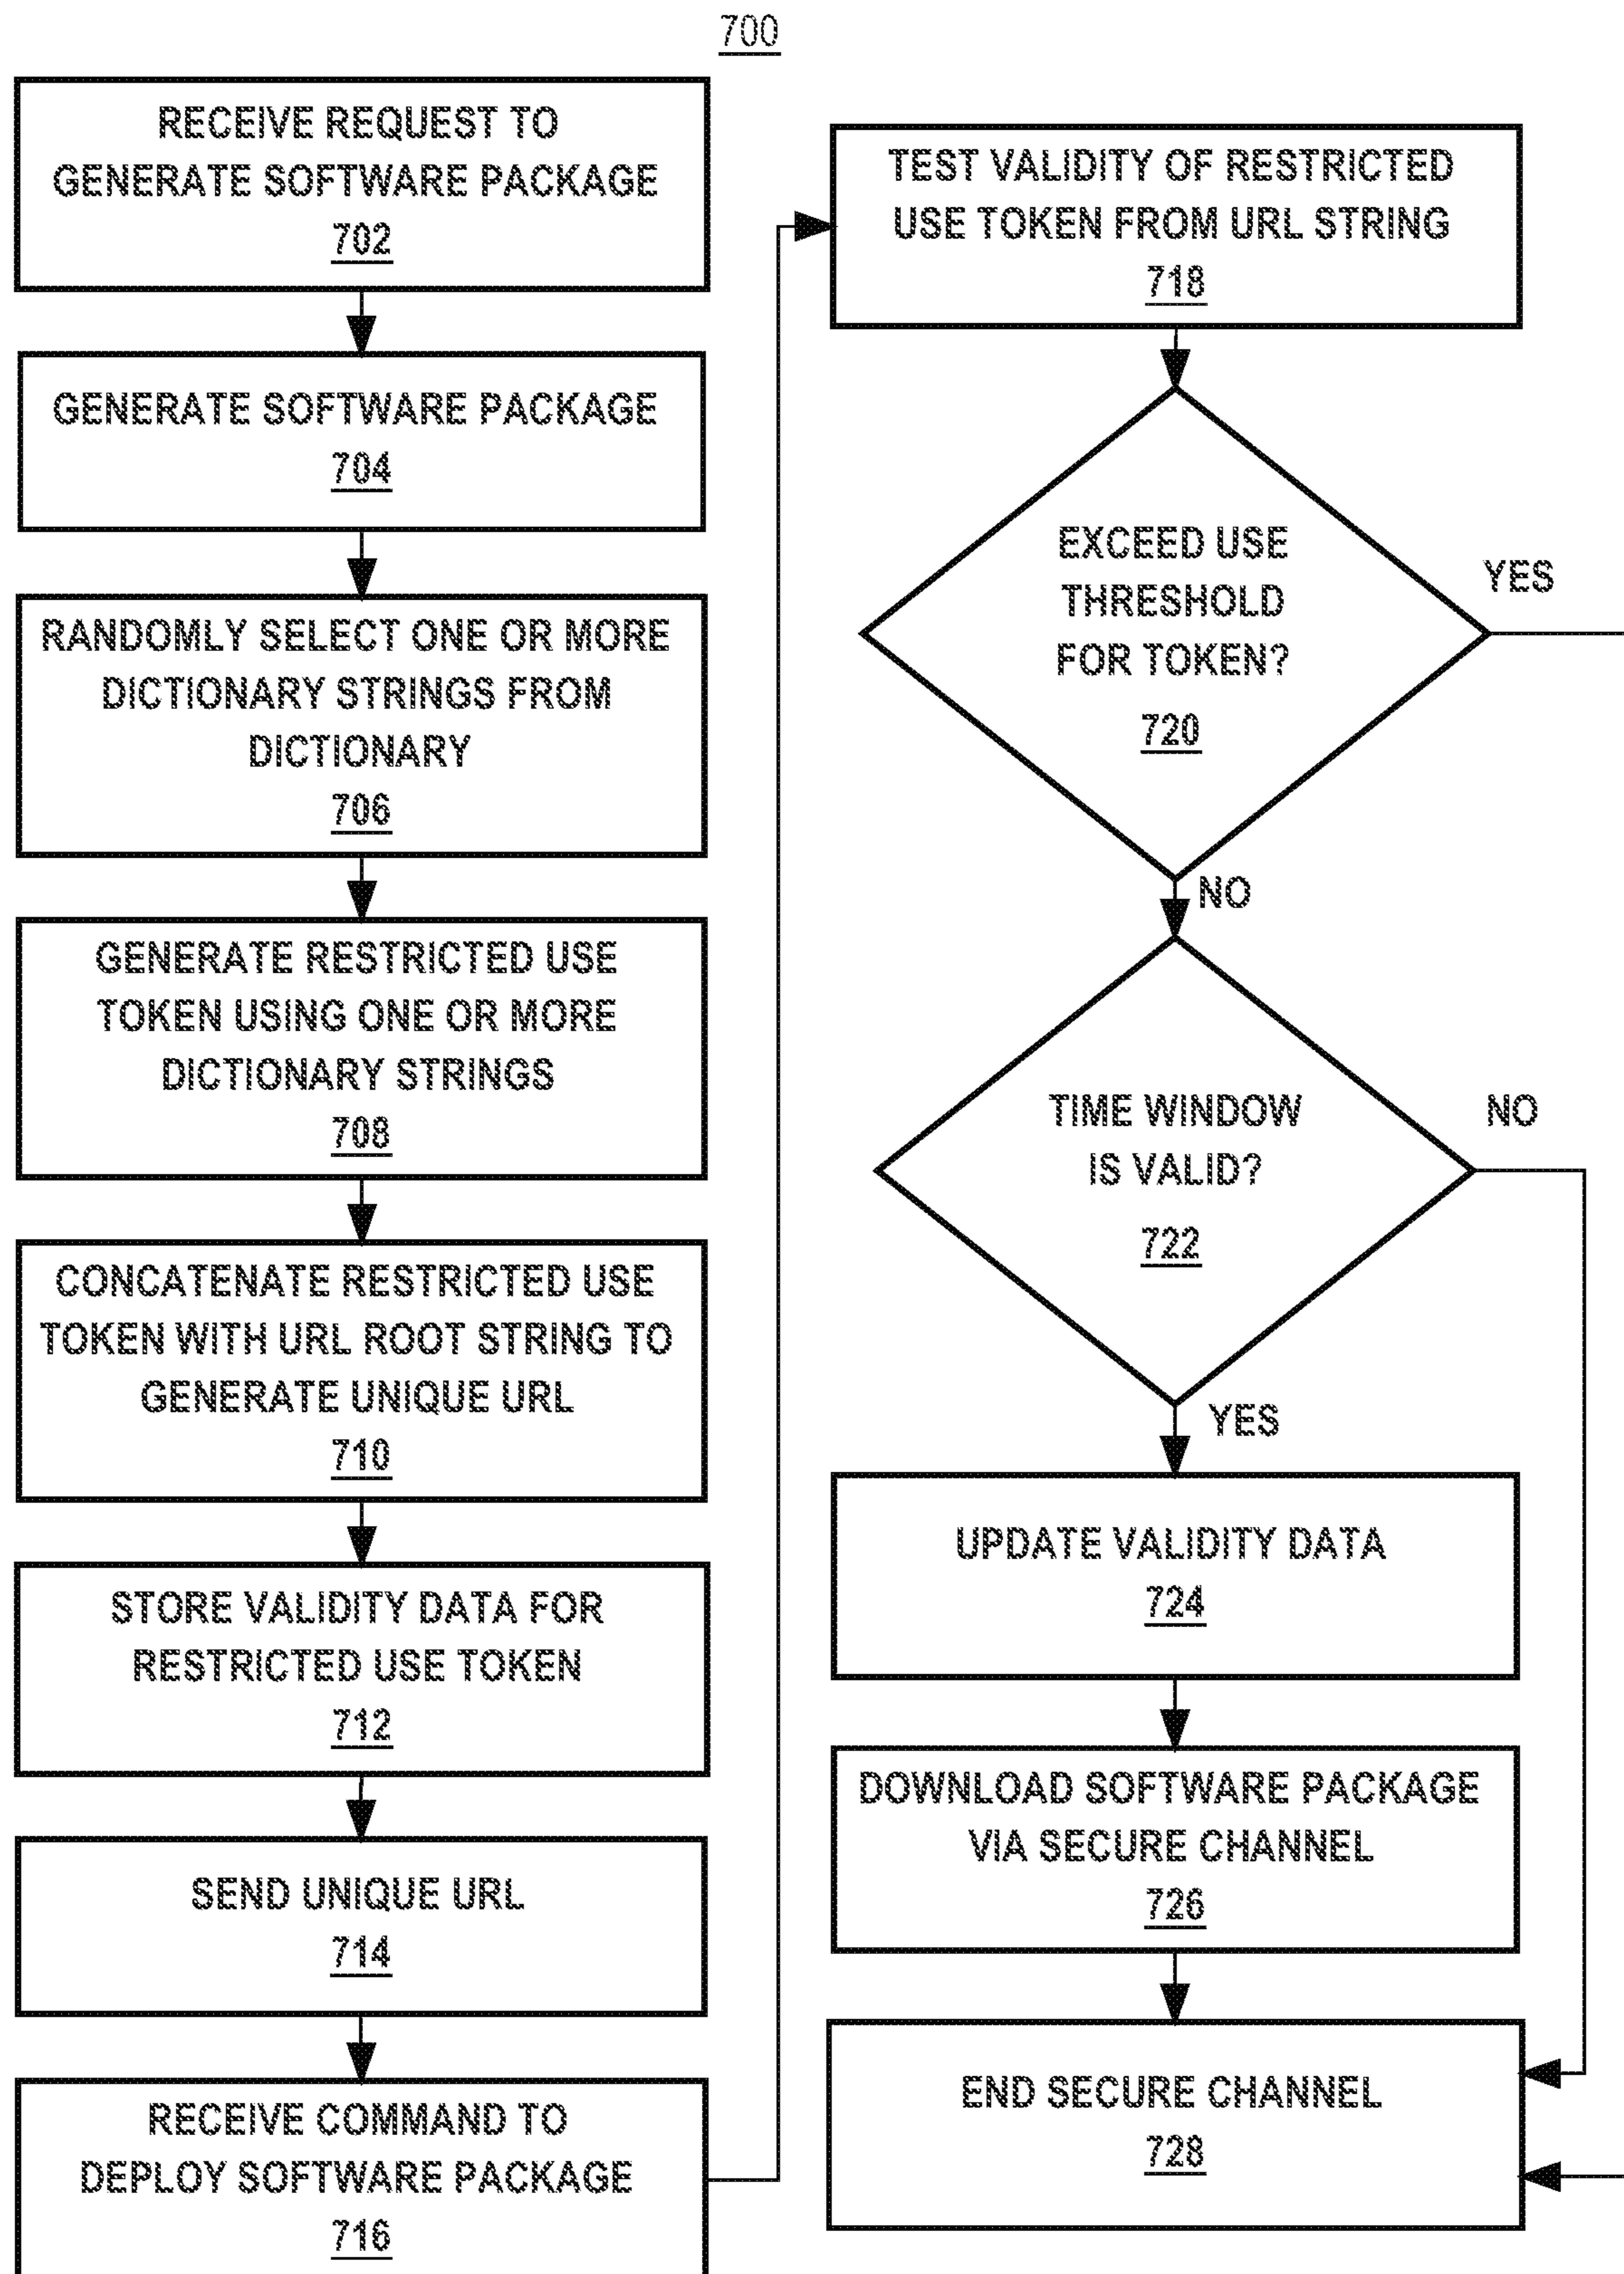 700
RECEIVE REQUEST TO
GENERATE SOFTWARE PACKAGE
702
GENERATE SOFTWARE PACKAGE
704
RANDOMLY SELECT ONE OR MORE
DICTIONARY STRINGS FROM
DICTIONARY
706
GENERATE RESTRICTED USE
TOKEN USING ONE OR MORE
DICTIONARY STRINGS
708
CONCATENATE RESTRICTED USE
TOKEN WITH URL ROOT STRING TO
GENERATE UNIQUE URL
710
STORE VALIDITY DATA FOR
RESTRICTED USE TOKEN
712
SEND UNIQUE URL
714
RECEIVE COMMAND TO
DEPLOY SOFTWARE PACKAGE
716
TEST VALIDITY OF RESTRICTED
USE TOKEN FROM URL STRING
718
EXCEED USE
THRESHOLD
FOR TOKEN?
720
YES
NO
TIME WINDOW
IS VALID?
722
NO
YES
UPDATE VALIDITY DATA
724
DOWNLOAD SOFTWARE PACKAGE
VIA SECURE CHANNEL
726
END SECURE CHANNEL
728